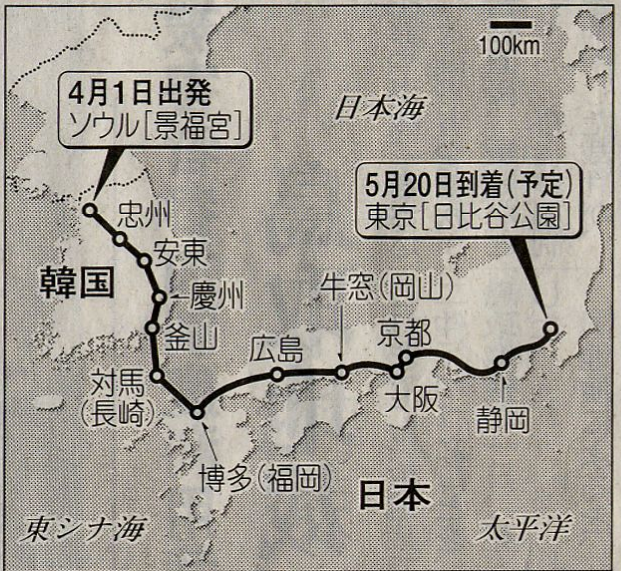 100km
4月1日出発
ソウル[景福宮]
日本海
5月20日到着(予定)
東京[日比谷公園]
忠州
安東
韓国
慶州
牛窓(岡山)
釜山
広島
京都
対馬
(長崎)
大阪
静岡
博多(福岡)
日本
東シナ海
太平洋